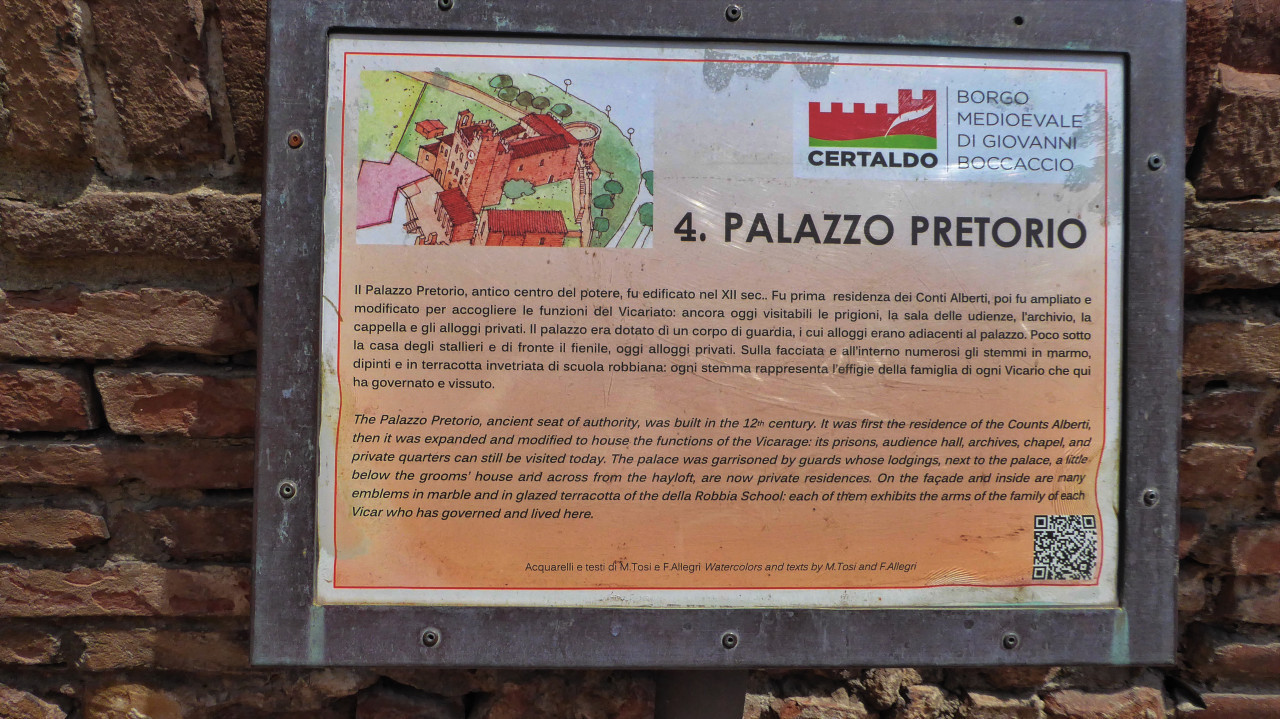 CERTALDO
BORGO
MEDIOEVALE
DI GIOVANNI
BOCCACCIO
4. PALAZZO PRETORIO
Il Palazzo Pretorio, antico centro del potere, fu edificato nel XII sec.. Fu prima residenza dei Conti Alberti, poi fu ampliato e
modificato per accogliere le funzioni del Vicariato: ancora oggi visitabili le prigioni, la sala delle udienze, l'archivio, la
cappella e gli alloggi privati. Il palazzo era dotato di un corpo di guardia, i cui alloggi erano adiacenti al palazzo. Poco sotto
la casa degli stallieri e di fronte il fienile, oggi alloggi privati. Sulla facciata e all'interno numerosi gli stemmi in marmo,
dipinti e in terracotta invetriata di scuola robbiana: ogni stemma rappresenta l'effigie della famiglia di ogni Vicario che qui
ha governato e vissuto.
The Palazzo Pretorio, ancient seat of authority, was built in the 12th century. It was first the residence of the Counts Alberti,
then it was expanded and modified to house the functions of the Vicarage: its prisons, audience hall, archives, chapel, and
private quarters can still be visited today. The palace was garrisoned by guards whose lodgings, next to the palace, a little
below the grooms' house and across from the hayloft, are now private residences. On the façade and inside are many
emblems in marble and in glazed terracotta of the della Robbia School: each of them exhibits the arms of the family of each
Vicar who has governed and lived here.
Acquarelli e testi di M.Tosi e F.Allegri Watercolors and texts by M.Tosi and F.Allegri